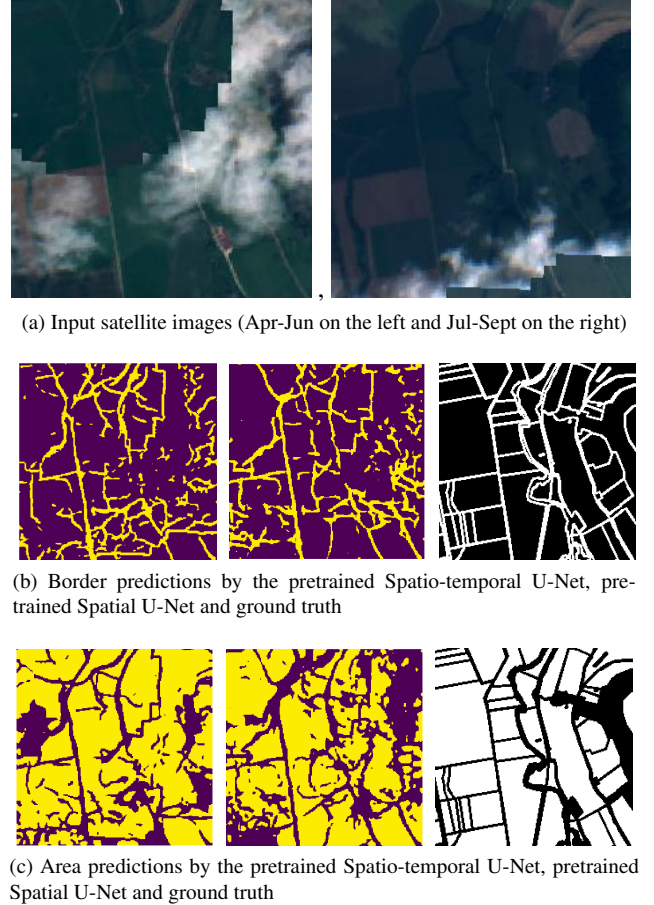 ,
(a) Input satellite images (Apr-Jun on the left and Jul-Sept on the right)
(b) Border predictions by the pretrained Spatio-temporal U-Net, pre-
trained Spatial U-Net and ground truth
(c) Area predictions by the pretrained Spatio-temporal U-Net, pretrained
Spatial U-Net and ground truth